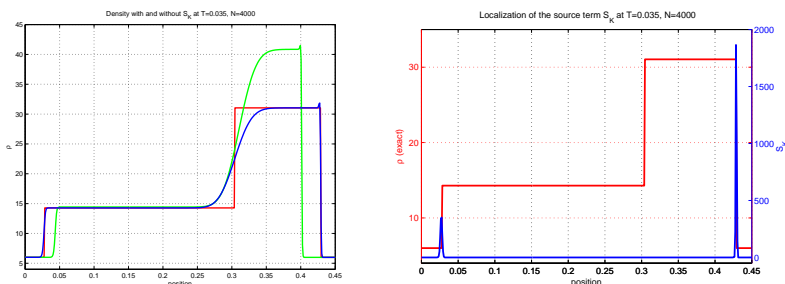 Density with and without S_K at T=0.035, N=4000
45
40
35
30
25
20
15
10
5
ρ
0 0.05 0.1 0.15 0.2 0.25 0.3 0.35 0.4 0.45
position
Localization of the source term S_K at T=0.035, N=4000
30
20
10
ρ (exact)
2000
1500
1000
500
0
0 0.05 0.1 0.15 0.2 0.25 0.3 0.35 0.4 0.45
position